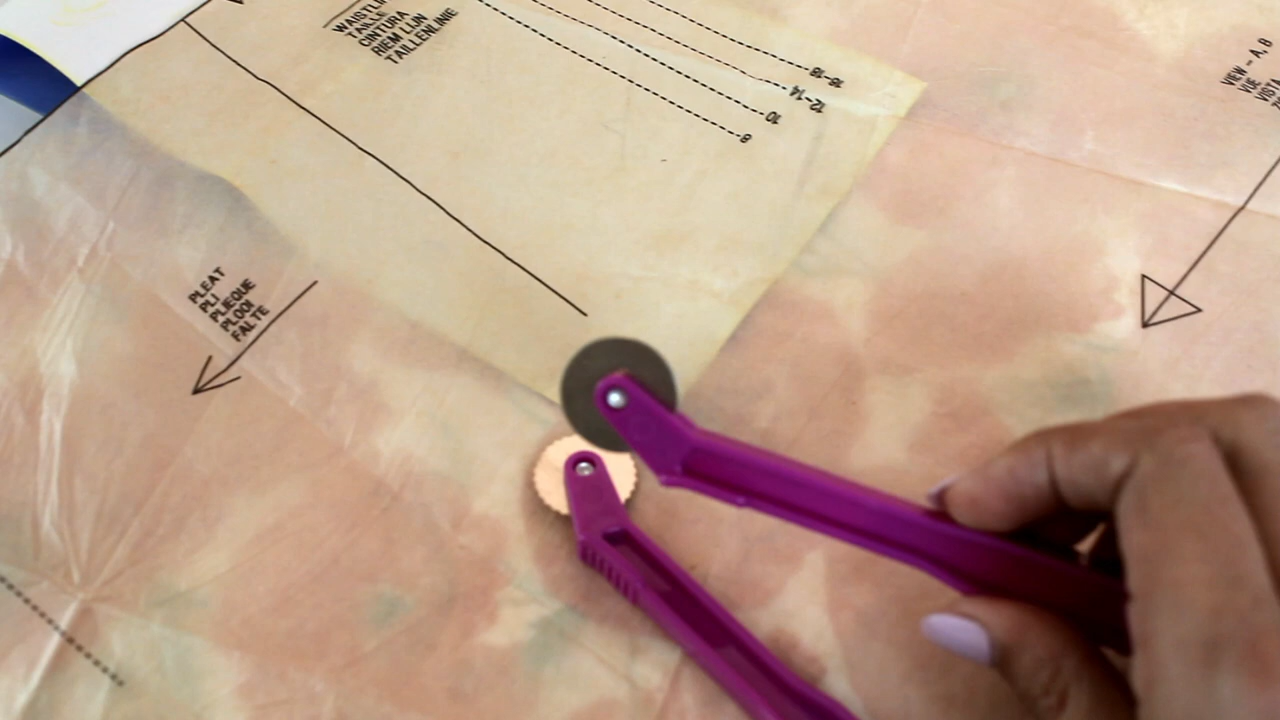 WAISTLI
TAILLE
CINTURA
RIEM LIJN
TAILLENLINIE
16-18
12-14
10
8
VIEW - A, B
VUE
VISTA
PLEAT
PLI
PLIEQUE
PLOOI
FALTE